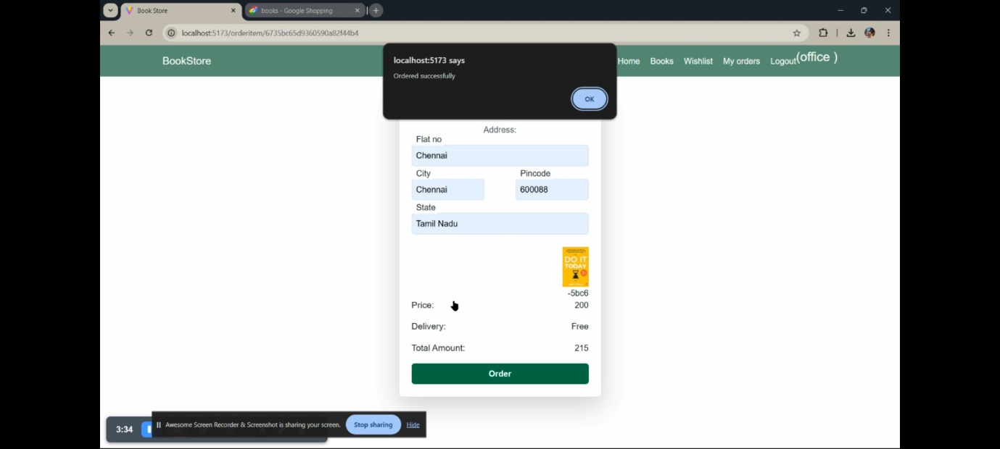 Book Store
books - Google Shopping
localhost:5173/orderitem/6735bc65d9360590a82f44b4
BookStore
Home Books Wishlist My orders Logout(office )
localhost:5173 says
Ordered successfully
OK
Address:
Flat no
Chennai
City Pincode
Chennai 600088
State
Tamil Nadu
DO IT
TODAY
-5bc6
Price: 200
Delivery: Free
Total Amount: 215
Order
3:34
Awesome Screen Recorder & Screenshot is sharing your screen. Stop sharing Hide